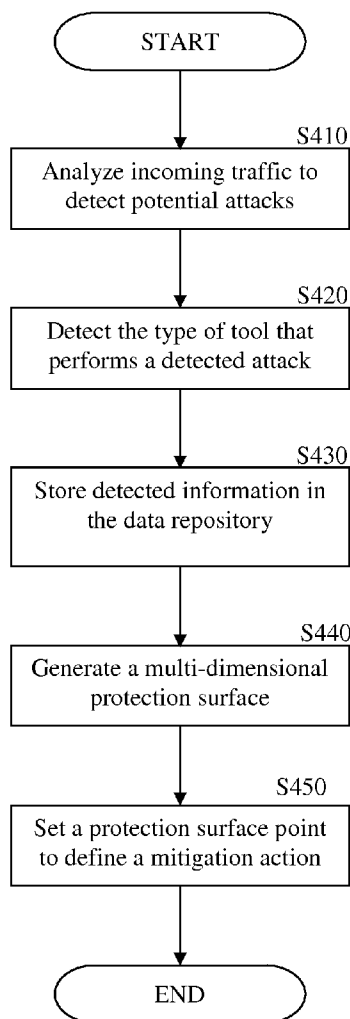 START
S410
Analyze incoming traffic to
detect potential attacks
S420
Detect the type of tool that
performs a detected attack
S430
Store detected information in
the data repository
S440
Generate a multi-dimensional
protection surface
S450
Set a protection surface point
to define a mitigation action
END